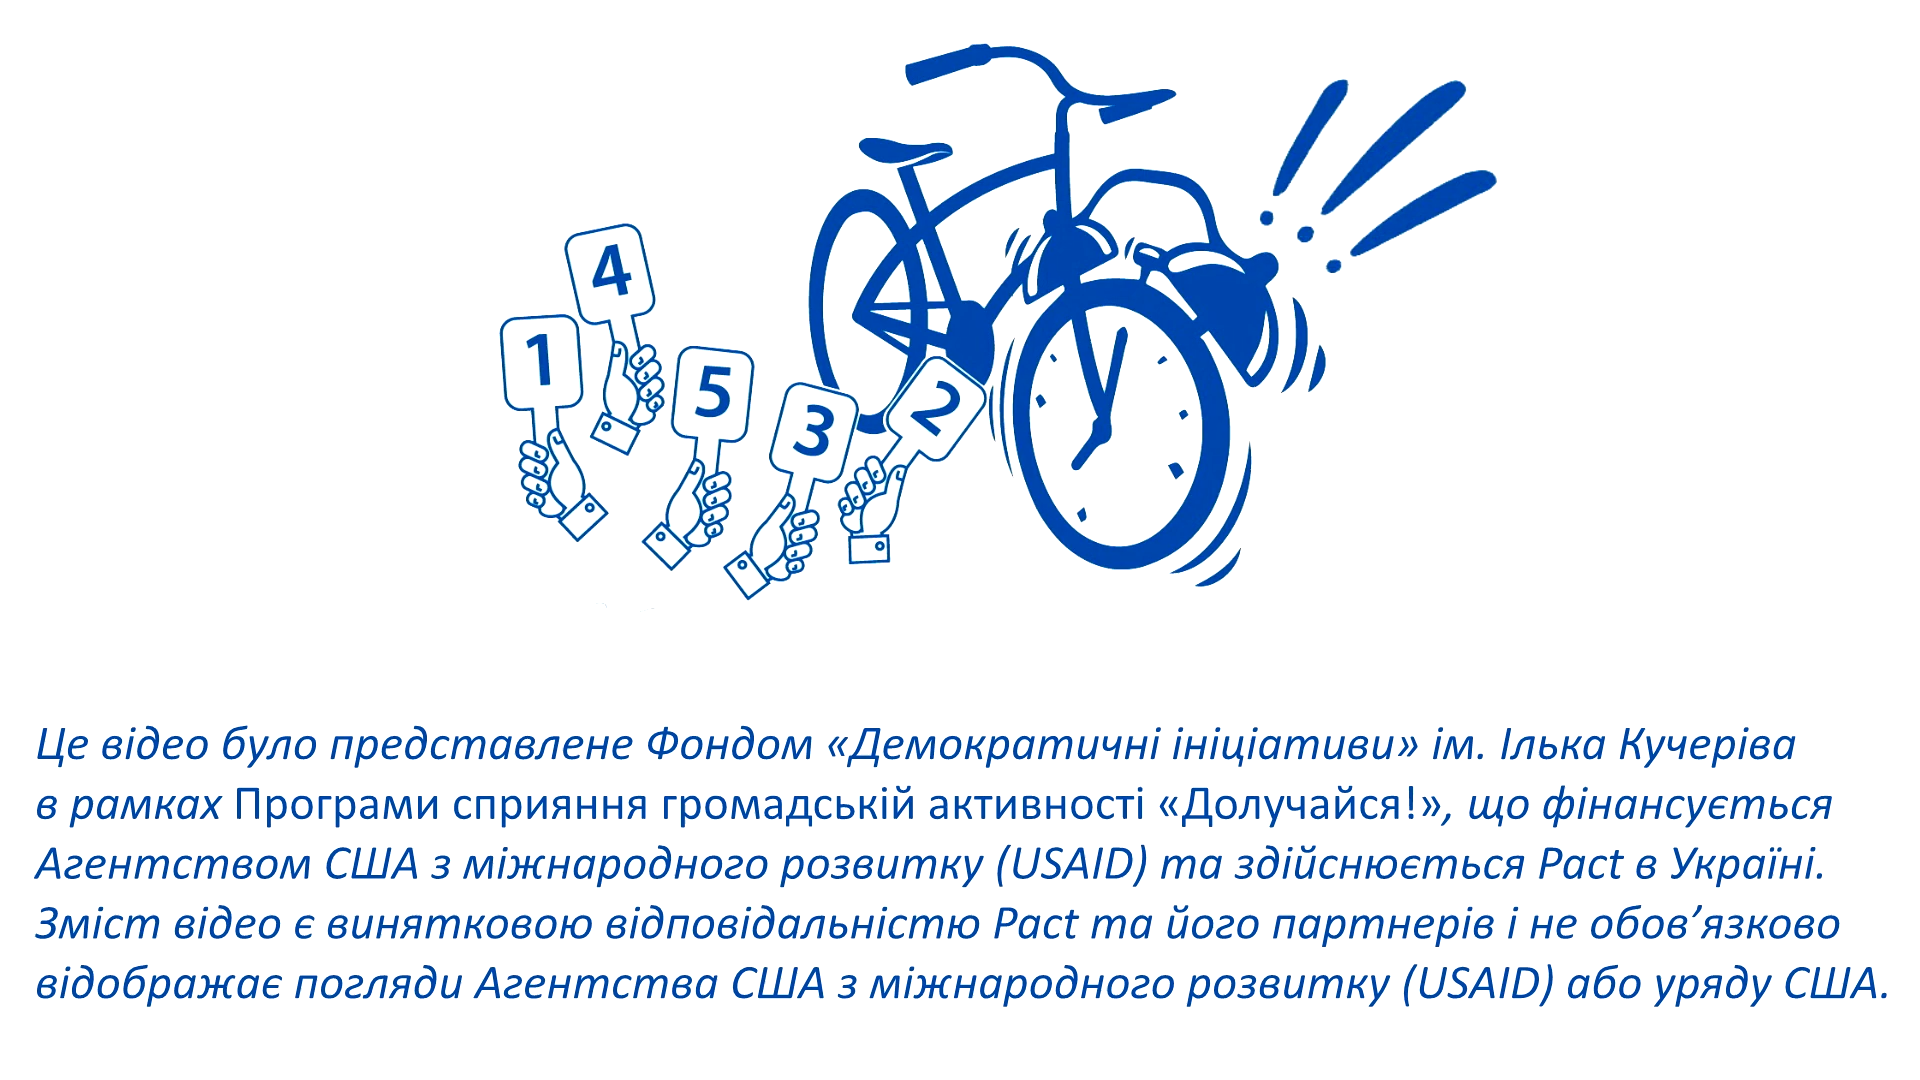 4
1
5
3
2
Це відео було представлене Фондом «Демократичні ініціативи» ім. Ілька Кучеріва
в рамках Програми сприяння громадській активності «Долучайся!», що фінансується
Агентством США з міжнародного розвитку (USAID) та здійснюється Pact в Україні.
Зміст відео є винятковою відповідальністю Pact та його партнерів і не обов’язково
відображає погляди Агентства США з міжнародного розвитку (USAID) або уряду США.